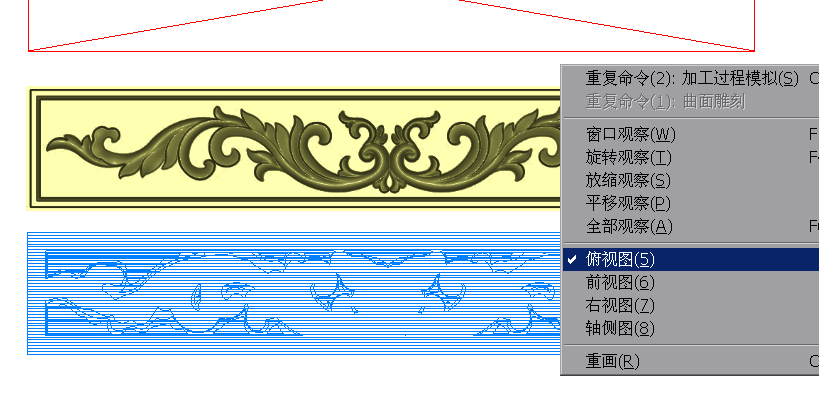 重复命令(2): 加工过程模拟(S)
重复命令(1): 曲面雕刻
窗口观察(W) F
旋转观察(T)
放缩观察(S)
平移观察(P)
全部观察(A)
俯视图(5)
前视图(6)
右视图(7)
轴侧图(8)
重画(R)